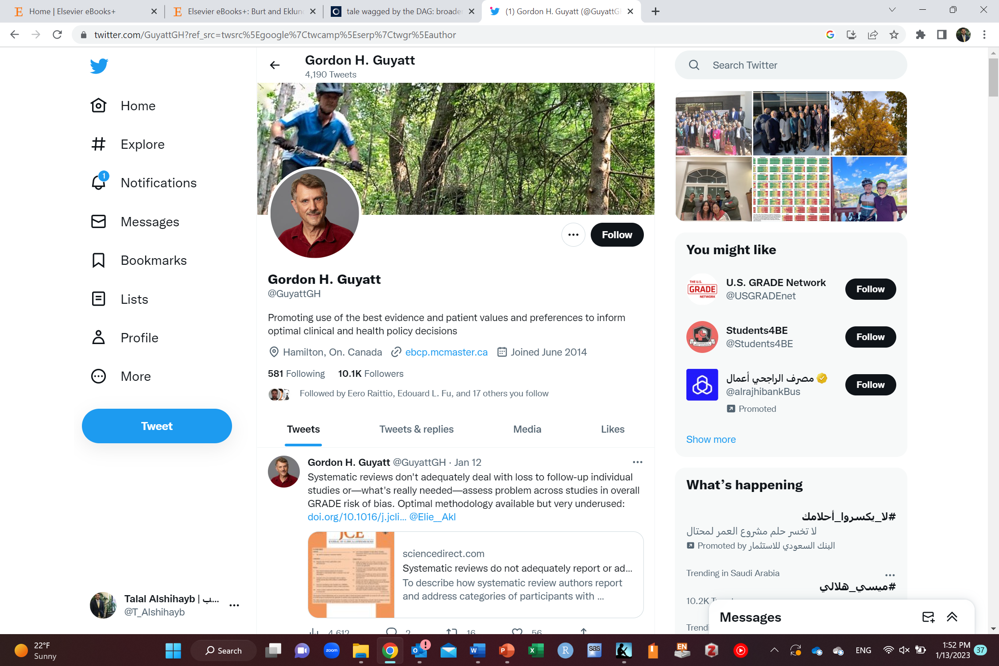 Home | Elsevier eBooks+
Elsevier eBooks+: Burt and Eklun
tale wagged by the DAG: broade
(1) Gordon H. Guyatt (@GuyattG
twitter.com/GuyattGH?ref_src=twsrc%5Egoogle%7Ctwcamp%5Eserp%7Ctwgr%5Eauthor
Home
Explore
1
Notifications
Messages
Bookmarks
Lists
Profile
More
Tweet
Talal Alshihayb | ب...
@T_Alshihayb
Gordon H. Guyatt
4,190 Tweets
Follow
Gordon H. Guyatt
@GuyattGH
Promoting use of the best evidence and patient values and preferences to inform
optimal clinical and health policy decisions
Hamilton, On. Canada ebcp.mcmaster.ca Joined June 2014
581 Following 10.1K Followers
Followed by Eero Raittio, Edouard L. Fu, and 17 others you follow
Tweets Tweets & replies Media Likes
Gordon H. Guyatt @GuyattGH · Jan 12
Systematic reviews don't adequately deal with loss to follow-up individual
studies or—what's really needed—assess problem across studies in overall
GRADE risk of bias. Optimal methodology available but very underused:
doi.org/10.1016/j.jcli... @Elie__Akl
JCE
sciencedirect.com
Systematic reviews do not adequately report or ad...
To describe how systematic review authors report
and address categories of participants with ...
4,612 2 16 56
Search Twitter
You might like
THE U.S.
GRADE
NETWORK
U.S. GRADE Network
@USGRADEnet
Follow
Students4BE
@Students4BE
Follow
مصرف الراجحي أعمال
@alrajhibankBus
Follow
Promoted
Show more
What's happening
#لا_يكسروا_أحلامك
لا تخسر حلم مشروع العمر لمحتال
Promoted by البنك السعودي للاستثمار
Trending in Saudi Arabia
#ميسي_هلالي
10.2K
Trendi
Messages
22°F
Sunny
Search
zoom
EN
ENG
1:52 PM
1/13/2023
37